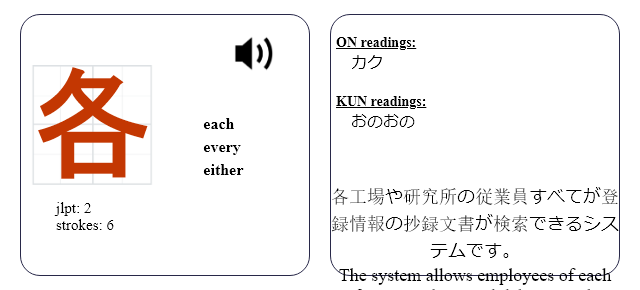 各
each
every
either
jlpt: 2
strokes: 6
ON readings:
カク
KUN readings:
おのおの
各工場や研究所の従業員すべてが登
録情報の抄録文書が検索できるシス
テムです。
The system allows employees of each